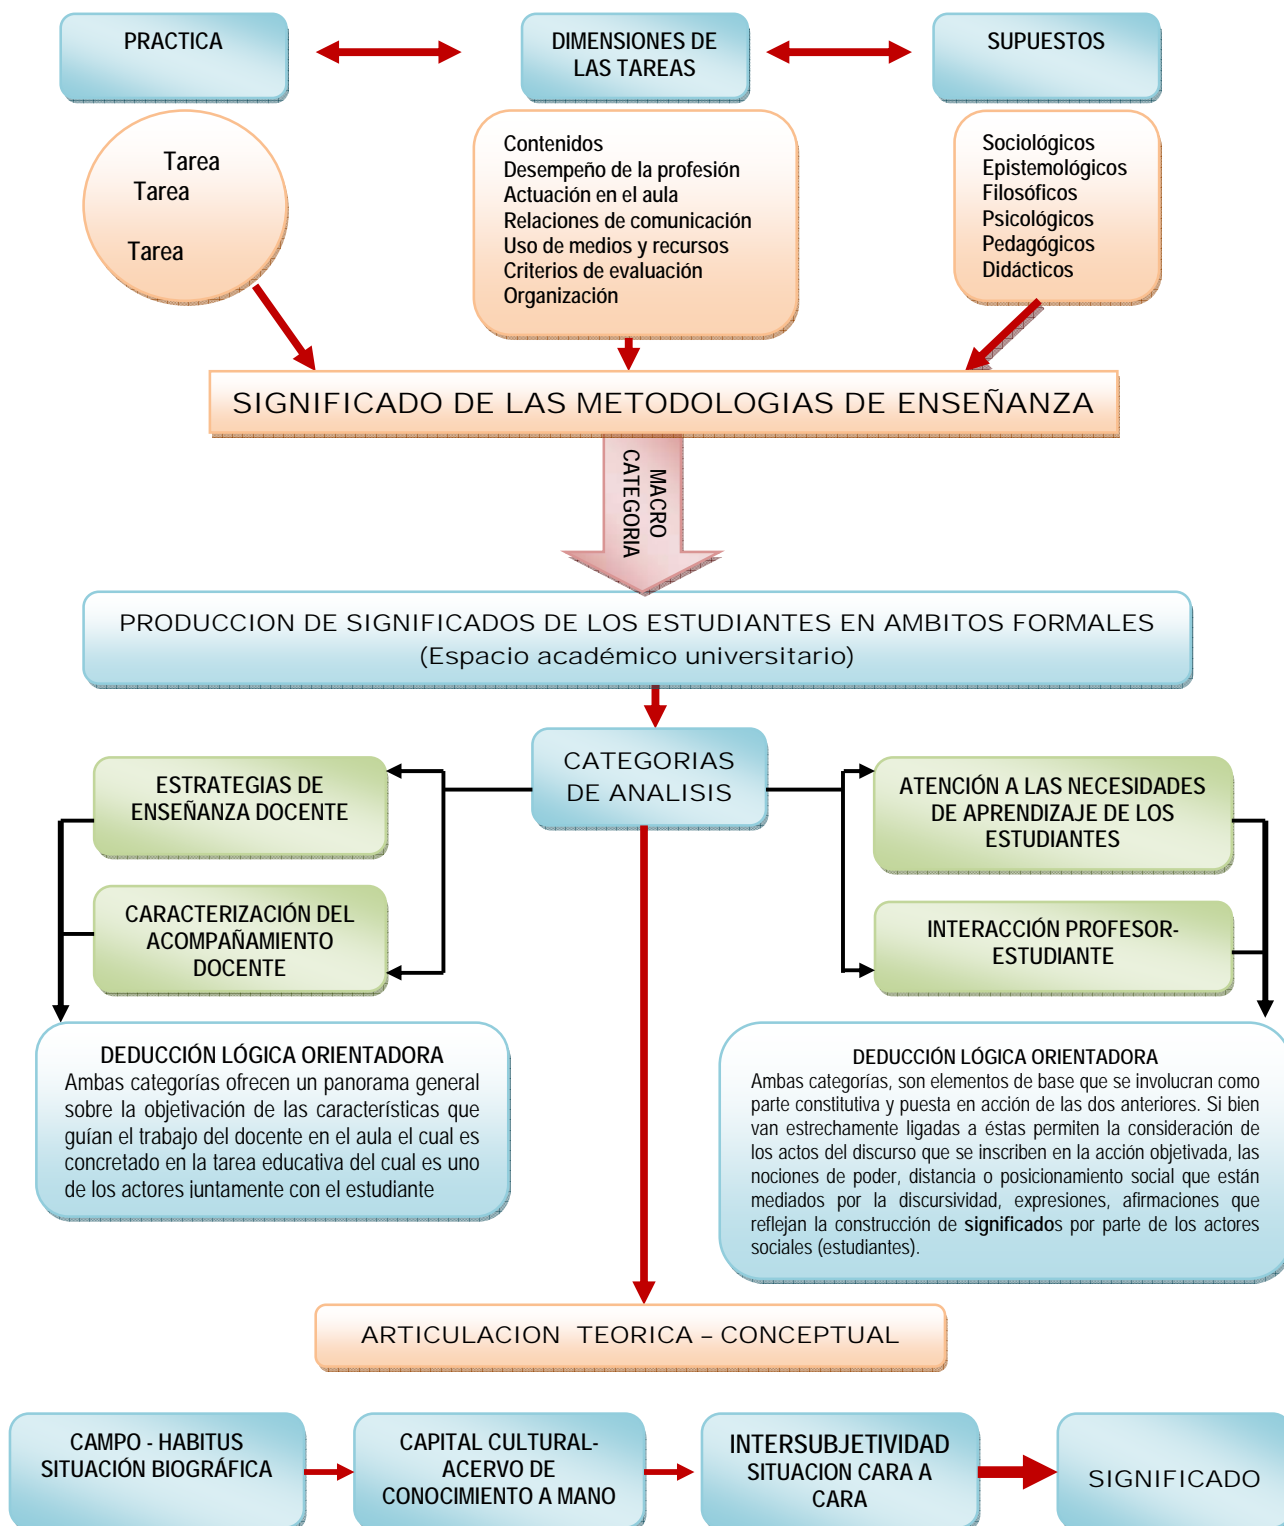 PRACTICA
DIMENSIONES DE
LAS TAREAS
SUPUESTOS
Tarea
Tarea
Tarea
Contenidos
Desempeño de la profesión
Actuación en el aula
Relaciones de comunicación
Uso de medios y recursos
Criterios de evaluación
Organización
Sociológicos
Epistemológicos
Filosóficos
Psicológicos
Pedagógicos
Didácticos
SIGNIFICADO DE LAS METODOLOGIAS DE ENSEÑANZA
MACRO
CATEGORIA
PRODUCCION DE SIGNIFICADOS DE LOS ESTUDIANTES EN AMBITOS FORMALES
(Espacio académico universitario)
CATEGORIAS
DE ANALISIS
ESTRATEGIAS DE
ENSEÑANZA DOCENTE
CARACTERIZACIÓN DEL
ACOMPAÑAMIENTO
DOCENTE
ATENCIÓN A LAS NECESIDADES
DE APRENDIZAJE DE LOS
ESTUDIANTES
INTERACCIÓN PROFESOR-
ESTUDIANTE
DEDUCCIÓN LÓGICA ORIENTADORA
Ambas categorías ofrecen un panorama general
sobre la objetivación de las características que
guían el trabajo del docente en el aula el cual es
concretado en la tarea educativa del cual es uno
de los actores juntamente con el estudiante
DEDUCCIÓN LÓGICA ORIENTADORA
Ambas categorías, son elementos de base que se involucran como
parte constitutiva y puesta en acción de las dos anteriores. Si bien
van estrechamente ligadas a éstas permiten la consideración de
los actos del discurso que se inscriben en la acción objetivada, las
nociones de poder, distancia o posicionamiento social que están
mediados por la discursividad, expresiones, afirmaciones que
reflejan la construcción de significados por parte de los actores
sociales (estudiantes).
ARTICULACION TEORICA – CONCEPTUAL
CAMPO - HABITUS
SITUACIÓN BIOGRÁFICA
CAPITAL CULTURAL-
ACERVO DE
CONOCIMIENTO A MANO
INTERSUBJETIVIDAD
SITUACION CARA A
CARA
SIGNIFICADO